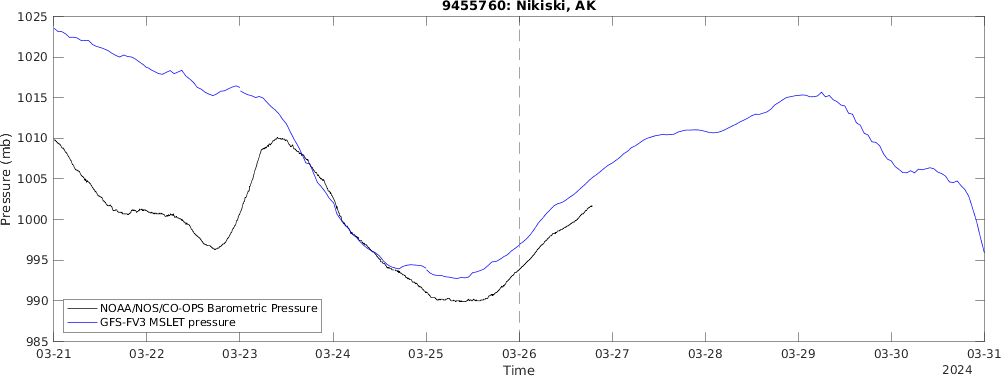 9455760: Nikiski, AK
1025
1020
1015
1010
1005
1000
995
990
985
Pressure (mb)
NOAA/NOS/CO-OPS Barometric Pressure
GFS-FV3 MSLET pressure
03-21 03-22 03-23 03-24 03-25 03-26 03-27 03-28 03-29 03-30 03-31
Time
2024